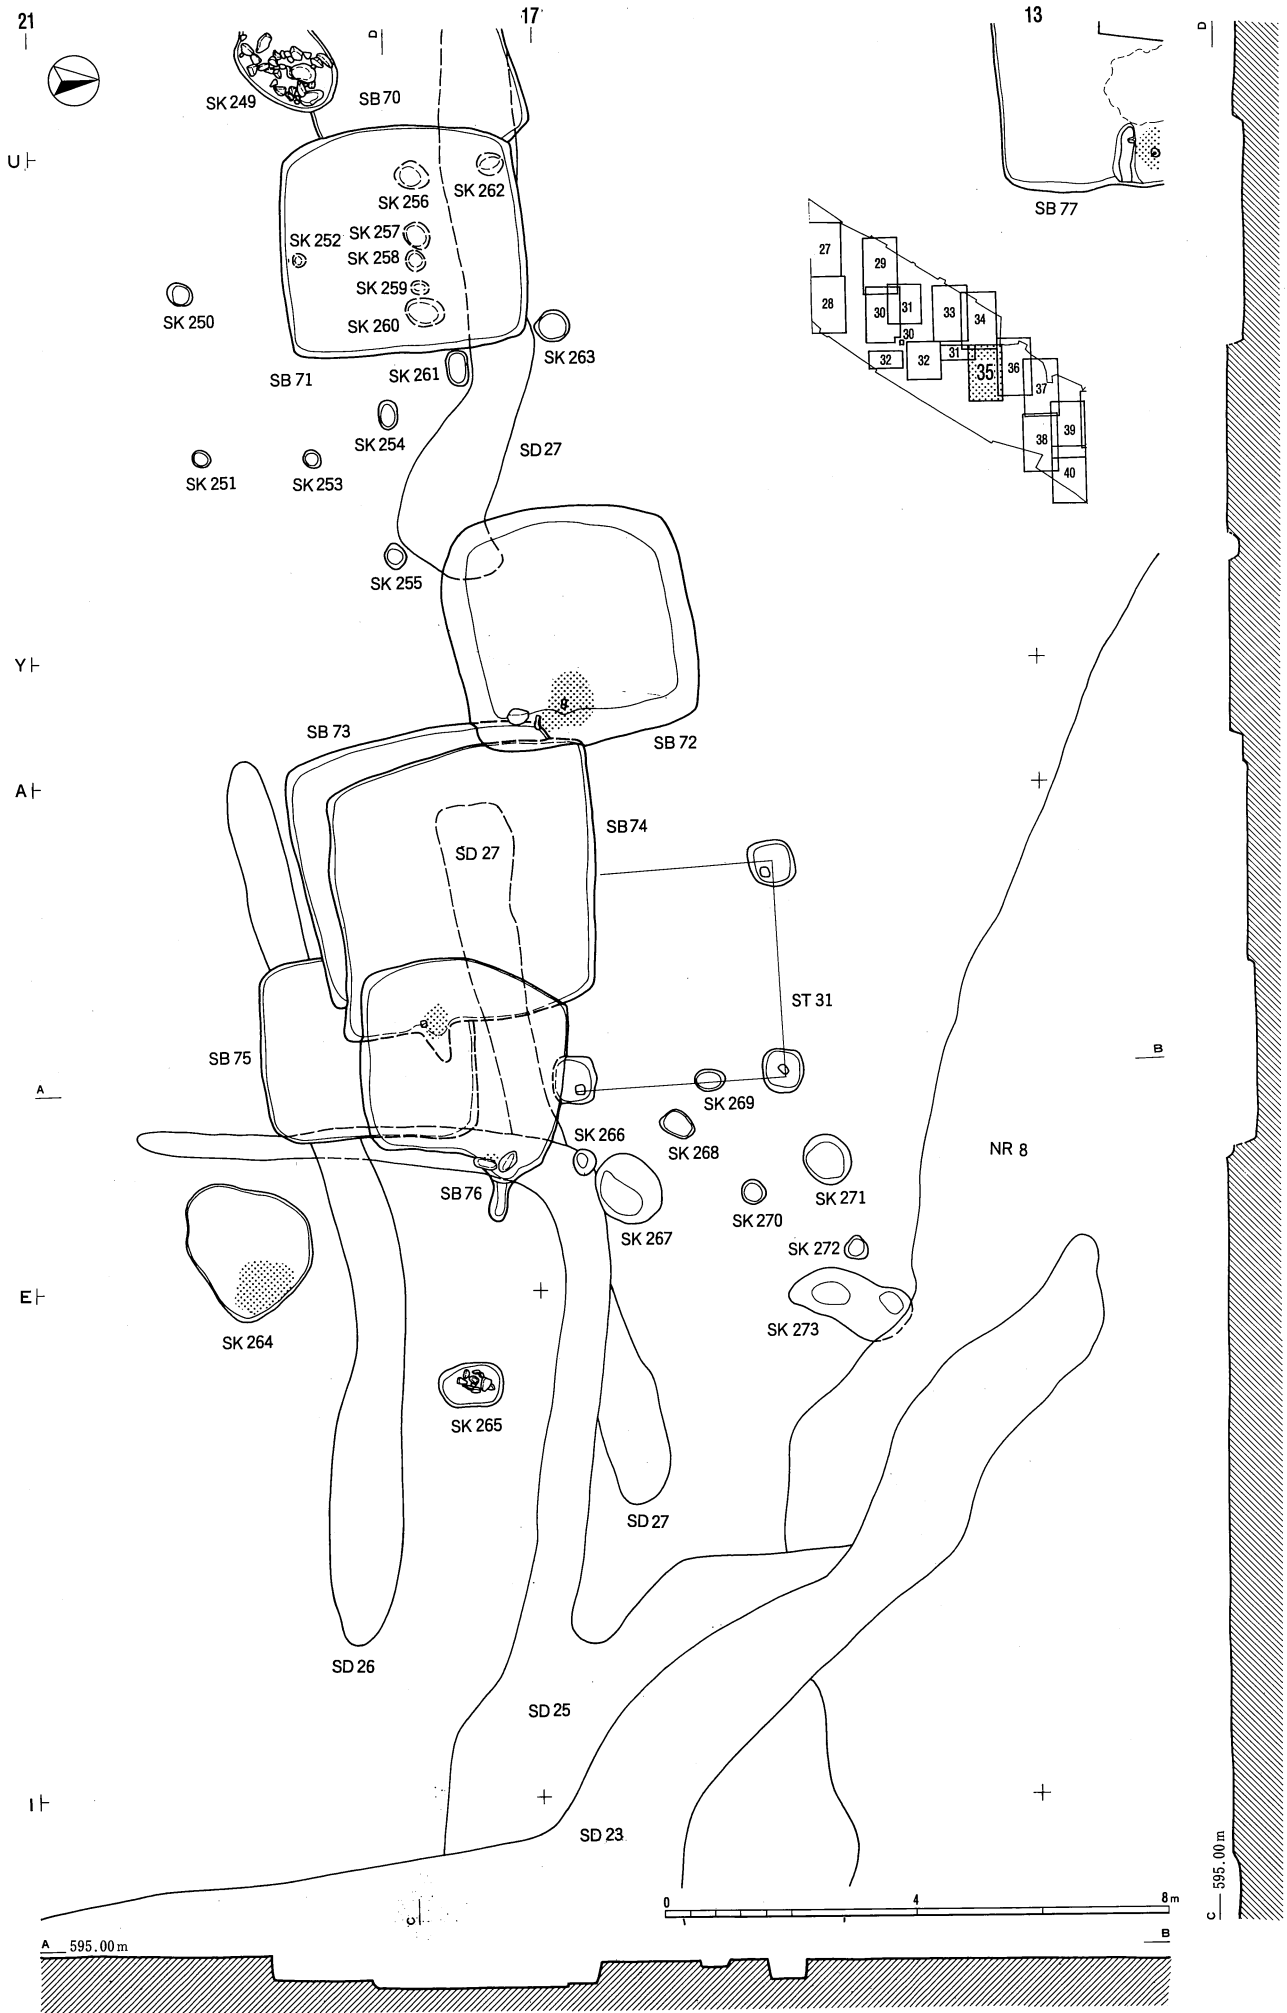 21
17
13
D
D
SK 249
SB 70
U
SK 262
SK 256
SB 77
SK 252
SK 257
SK 258
SK 259
SK 260
SK 250
SK 263
SB 71
SK 261
SK 254
SD 27
SK 251
SK 253
SK 255
27
29
28
30
31
33
34
30
32
32
31
35
36
37
38
39
40
Y
SB 73
SB 72
A
SB 74
SD 27
ST 31
SB 75
B
A
SK 269
SK 266
SK 268
NR 8
SB 76
SK 271
SK 270
SK 267
SK 272
E
SK 273
SK 264
SK 265
SD 27
SD 26
SD 25
I
SD 23
0
4
8m
C
C
595.00m
A
595.00m
B